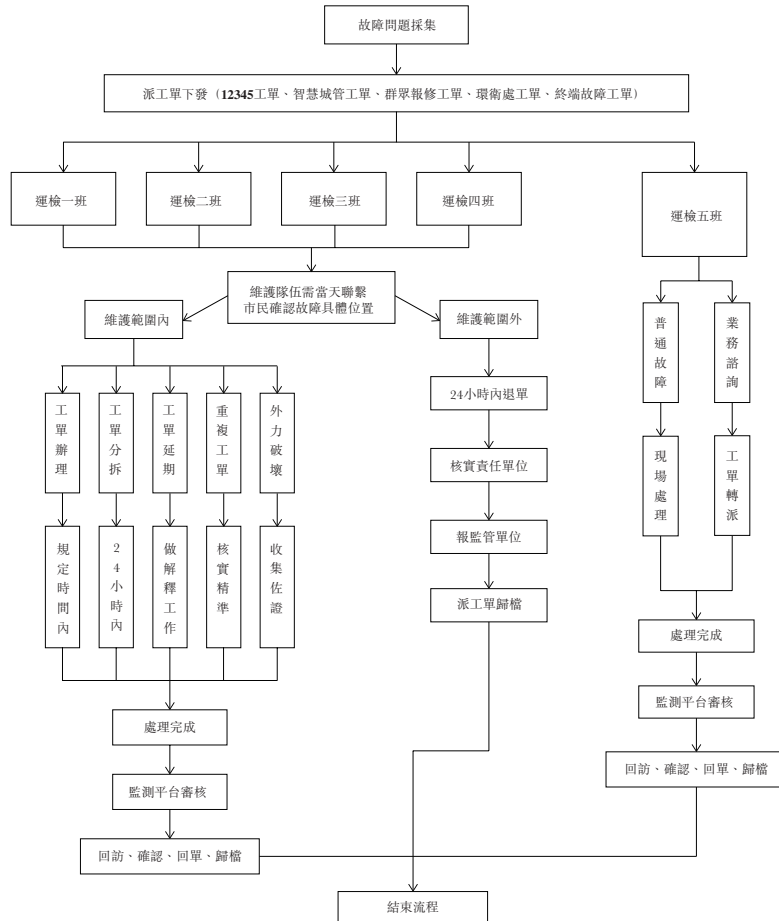 故障問題採集
派工單下發（12345工單、智慧城管工單、群眾報修工單、環衛處工單、終端故障工單）
運檢一班
運檢二班
運檢三班
運檢四班
運檢五班
維護隊伍需當天聯繫
市民確認故障具體位置
維護範圍內
維護範圍外
普通故障
業務諮詢
24小時內退單
工單辦理
工單分拆
工單延期
重複工單
外力破壞
核實責任單位
現場處理
工單轉派
報監管單位
規定時間內
24小時內
做解釋工作
核實精準
收集佐證
派工單歸檔
處理完成
監測平台審核
處理完成
回訪、確認、回單、歸檔
監測平台審核
回訪、確認、回單、歸檔
結束流程